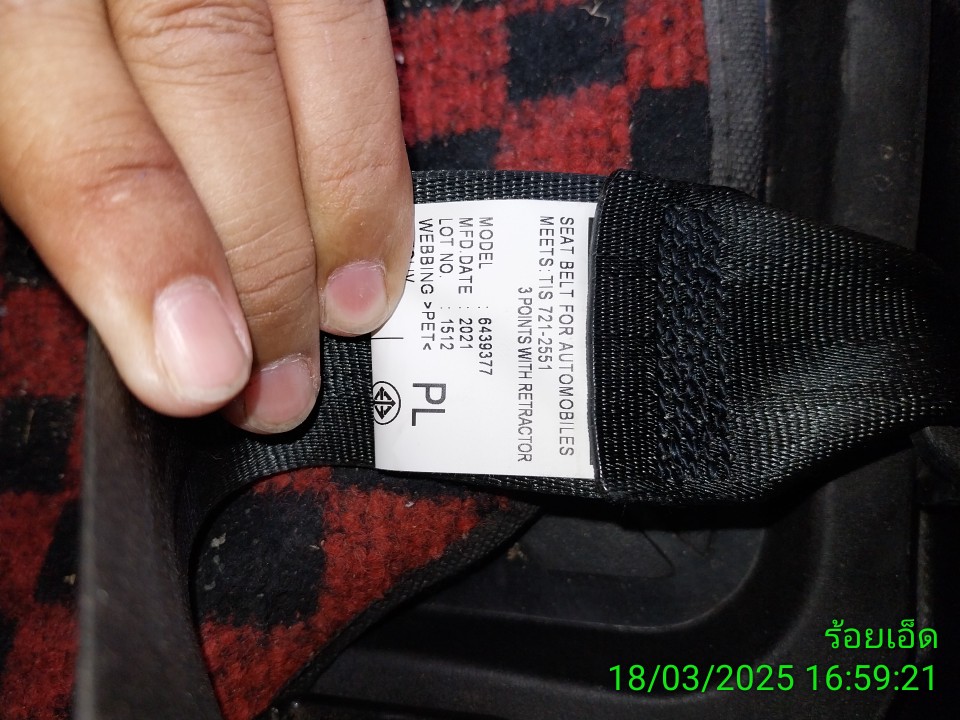 SEAT BELT FOR AUTOMOBILES
MEETS: TIS 721-2551
3 POINTS WITH RETRACTOR
MODEL : 6439377
MFD DATE : 2021
LOT NO. : 1512
WEBBING >PET<
PL
ร้อยเอ็ด
18/03/2025 16:59:21